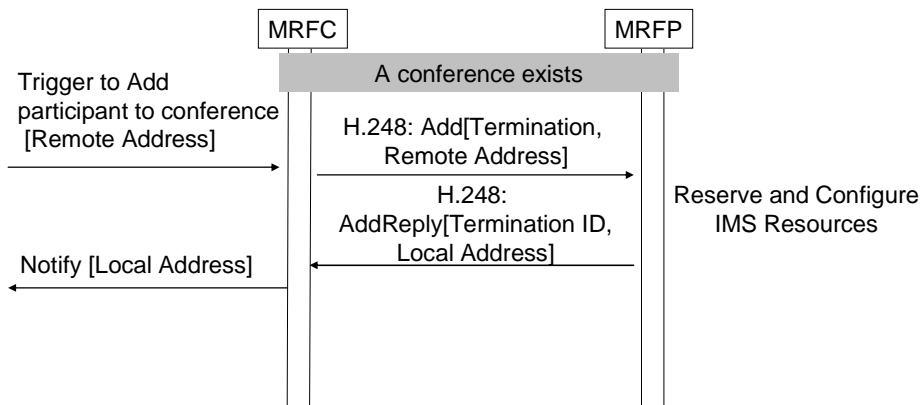 MRFC
MRFP
A conference exists
Trigger to Add
participant to conference
[Remote Address]
H.248: Add[Termination,
Remote Address]
H.248:
AddReply[Termination ID,
Local Address]
Reserve and Configure
IMS Resources
Notify [Local Address]